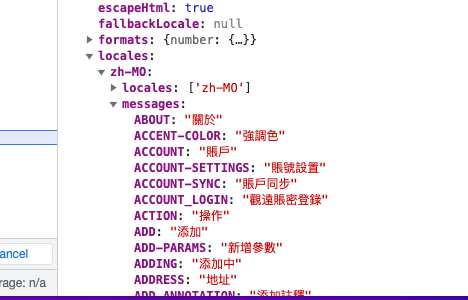 escapeHtml: true
fallbackLocale: null
formats: {number: {…}}
locales:
zh-MO:
locales: ['zh-MO']
messages:
ABOUT: "關於"
ACCENT-COLOR: "強調色"
ACCOUNT: "賬戶"
ACCOUNT-SETTINGS: "賬號設置"
ACCOUNT-SYNC: "賬戶同步"
ACCOUNT_LOGIN: "觀遠賬密登錄"
ACTION: "操作"
ADD: "添加"
ADD-PARAMS: "新增參數"
ADDING: "添加中"
ADDRESS: "地址"
ADD_ANNOTATION: "添加註釋"
ancel
rage: n/a